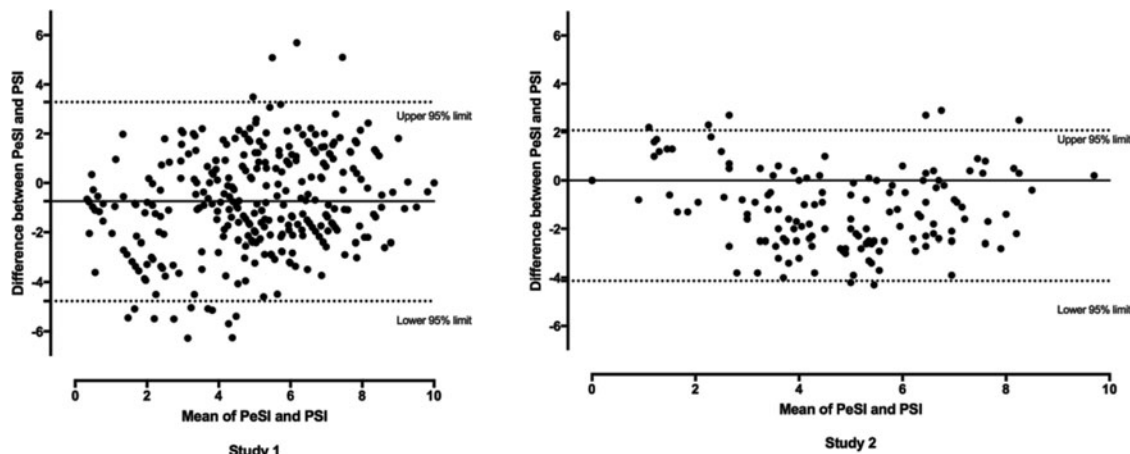 Difference between PeSI and PSI
6
4
2
0
-2
-4
-6
Upper 95% limit
Lower 95% limit
0 2 4 6 8 10
Mean of PeSI and PSI
Study 1
Difference between PeSI and PSI
6
4
2
0
-2
-4
-6
Upper 95% limit
Lower 95% limit
0 2 4 6 8 10
Mean of PeSI and PSI
Study 2